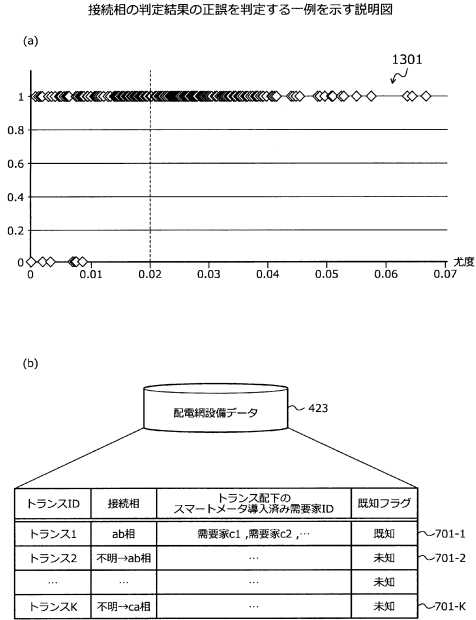 接続相の判定結果の正誤を判定する一例を示す説明図
(a)
1301
1
0.8
0.6
0.4
0.2
0
0 0.01 0.02 0.03 0.04 0.05 0.06 0.07
尤度
(b)
配電網設備データ
423
トランスID 接続相 トランス配下の
スマートメータ導入済み需要家ID 既知フラグ
トランス1 ab相 需要家c1 ,需要家c2 ,… 既知 701-1
トランス2 不明→ab相 … 未知 701-2
… … … 未知
トランスK 不明→ca相 … 未知 701-K